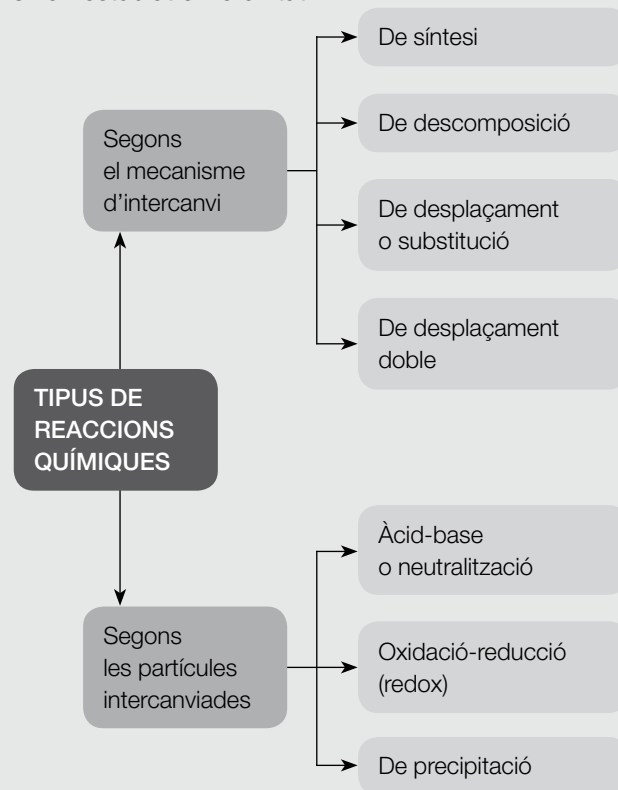 De síntesi
De descomposició
Segons
el mecanisme
d'intercanvi
De desplaçament
o substitució
De desplaçament
doble
TIPUS DE
REACCIONS
QUÍMIQUES
Àcid-base
o neutralització
Segons
les partícules
intercanviades
Oxidació-reducció
(redox)
De precipitació